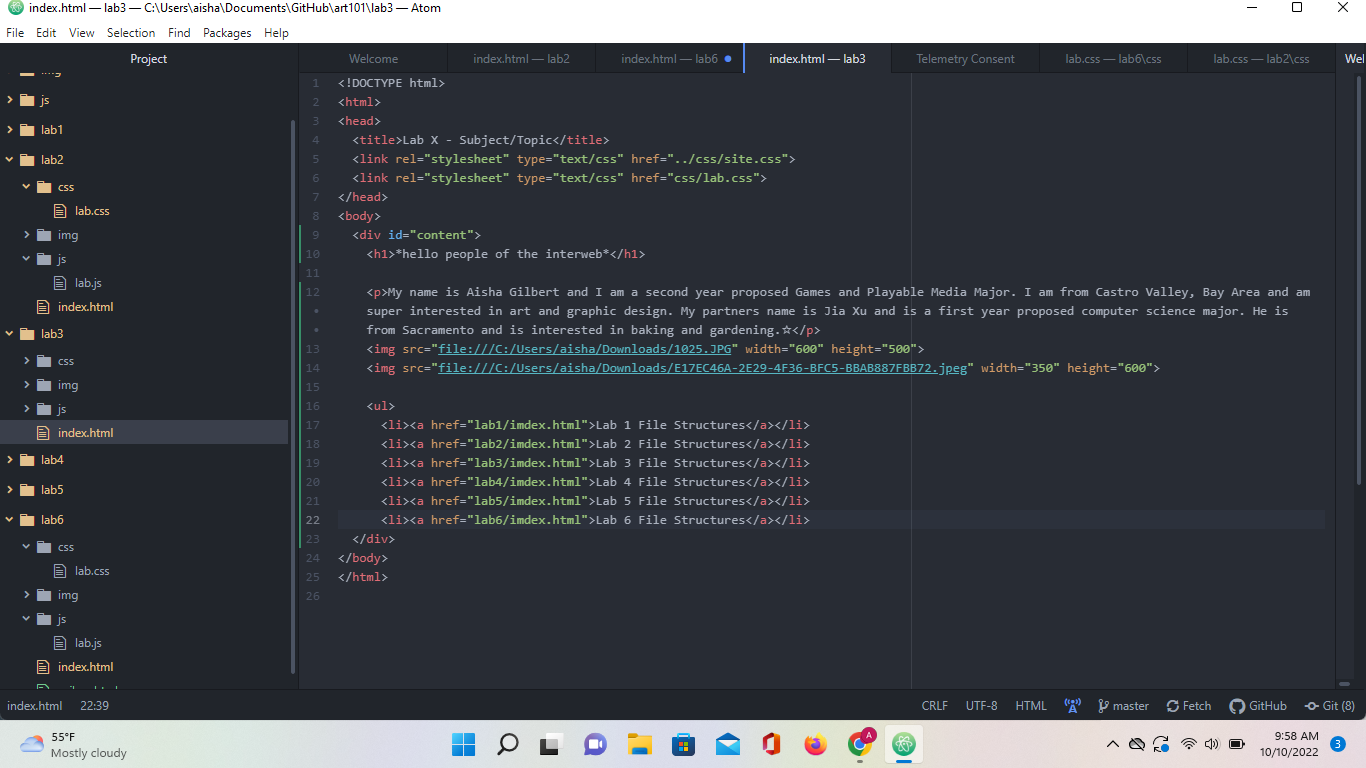 index.html — lab3 — C:\Users\aisha\Documents\GitHub\art101\lab3 — Atom
File Edit View Selection Find Packages Help
Project
Welcome
index.html — lab2
index.html — lab6
index.html — lab3
Telemetry Consent
lab.css — lab6\css
lab.css — lab2\css
Wel
js
lab1
lab2
css
lab.css
img
js
lab.js
index.html
lab3
css
img
js
index.html
lab4
lab5
lab6
css
lab.css
img
js
lab.js
index.html
1 <!DOCTYPE html>
2 <html>
3 <head>
4 <title>Lab X - Subject/Topic</title>
5 <link rel="stylesheet" type="text/css" href="../css/site.css">
6 <link rel="stylesheet" type="text/css" href="css/lab.css">
7 </head>
8 <body>
9 <div id="content">
10 <h1>*hello people of the interweb*</h1>
11
12 <p>My name is Aisha Gilbert and I am a second year proposed Games and Playable Media Major. I am from Castro Valley, Bay Area and am
• super interested in art and graphic design. My partners name is Jia Xu and is a first year proposed computer science major. He is
• from Sacramento and is interested in baking and gardening.☆</p>
13 <img src="file:///C:/Users/aisha/Downloads/1025.JPG" width="600" height="500">
14 <img src="file:///C:/Users/aisha/Downloads/E17EC46A-2E29-4F36-BFC5-BBAB887FBB72.jpeg" width="350" height="600">
15
16 <ul>
17 <li><a href="lab1/imdex.html">Lab 1 File Structures</a></li>
18 <li><a href="lab2/imdex.html">Lab 2 File Structures</a></li>
19 <li><a href="lab3/imdex.html">Lab 3 File Structures</a></li>
20 <li><a href="lab4/imdex.html">Lab 4 File Structures</a></li>
21 <li><a href="lab5/imdex.html">Lab 5 File Structures</a></li>
22 <li><a href="lab6/imdex.html">Lab 6 File Structures</a></li>
23 </div>
24 </body>
25 </html>
26
index.html 22:39
CRLF UTF-8 HTML master Fetch GitHub Git (8)
55°F
Mostly cloudy
A
9:58 AM
10/10/2022
3